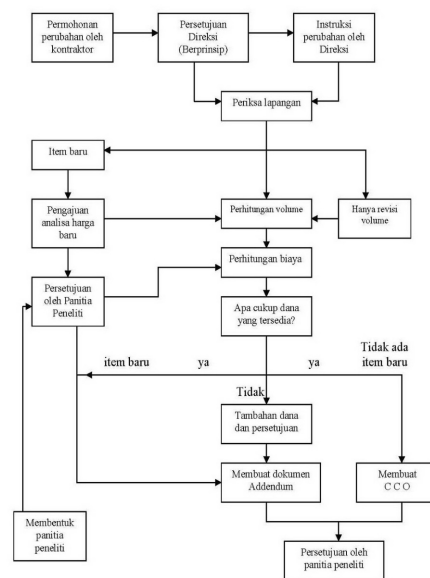 Permohonan
perubahan oleh
kontraktor
Persetujuan
Direksi
(Berprinsip)
Instruksi
perubahan oleh
Direksi
Periksa lapangan
Item baru
Pengajuan
analisa harga
baru
Perhitungan volume
Hanya revisi
volume
Persetujuan
oleh Panitia
Peneliti
Perhitungan biaya
Apa cukup dana
yang tersedia?
item baru
ya
ya
Tidak ada
item baru
Tidak
Tambahan dana
dan persetujuan
Membuat dokumen
Addendum
Membuat
C C O
Membentuk
panitia
peneliti
Persetujuan oleh
panitia peneliti